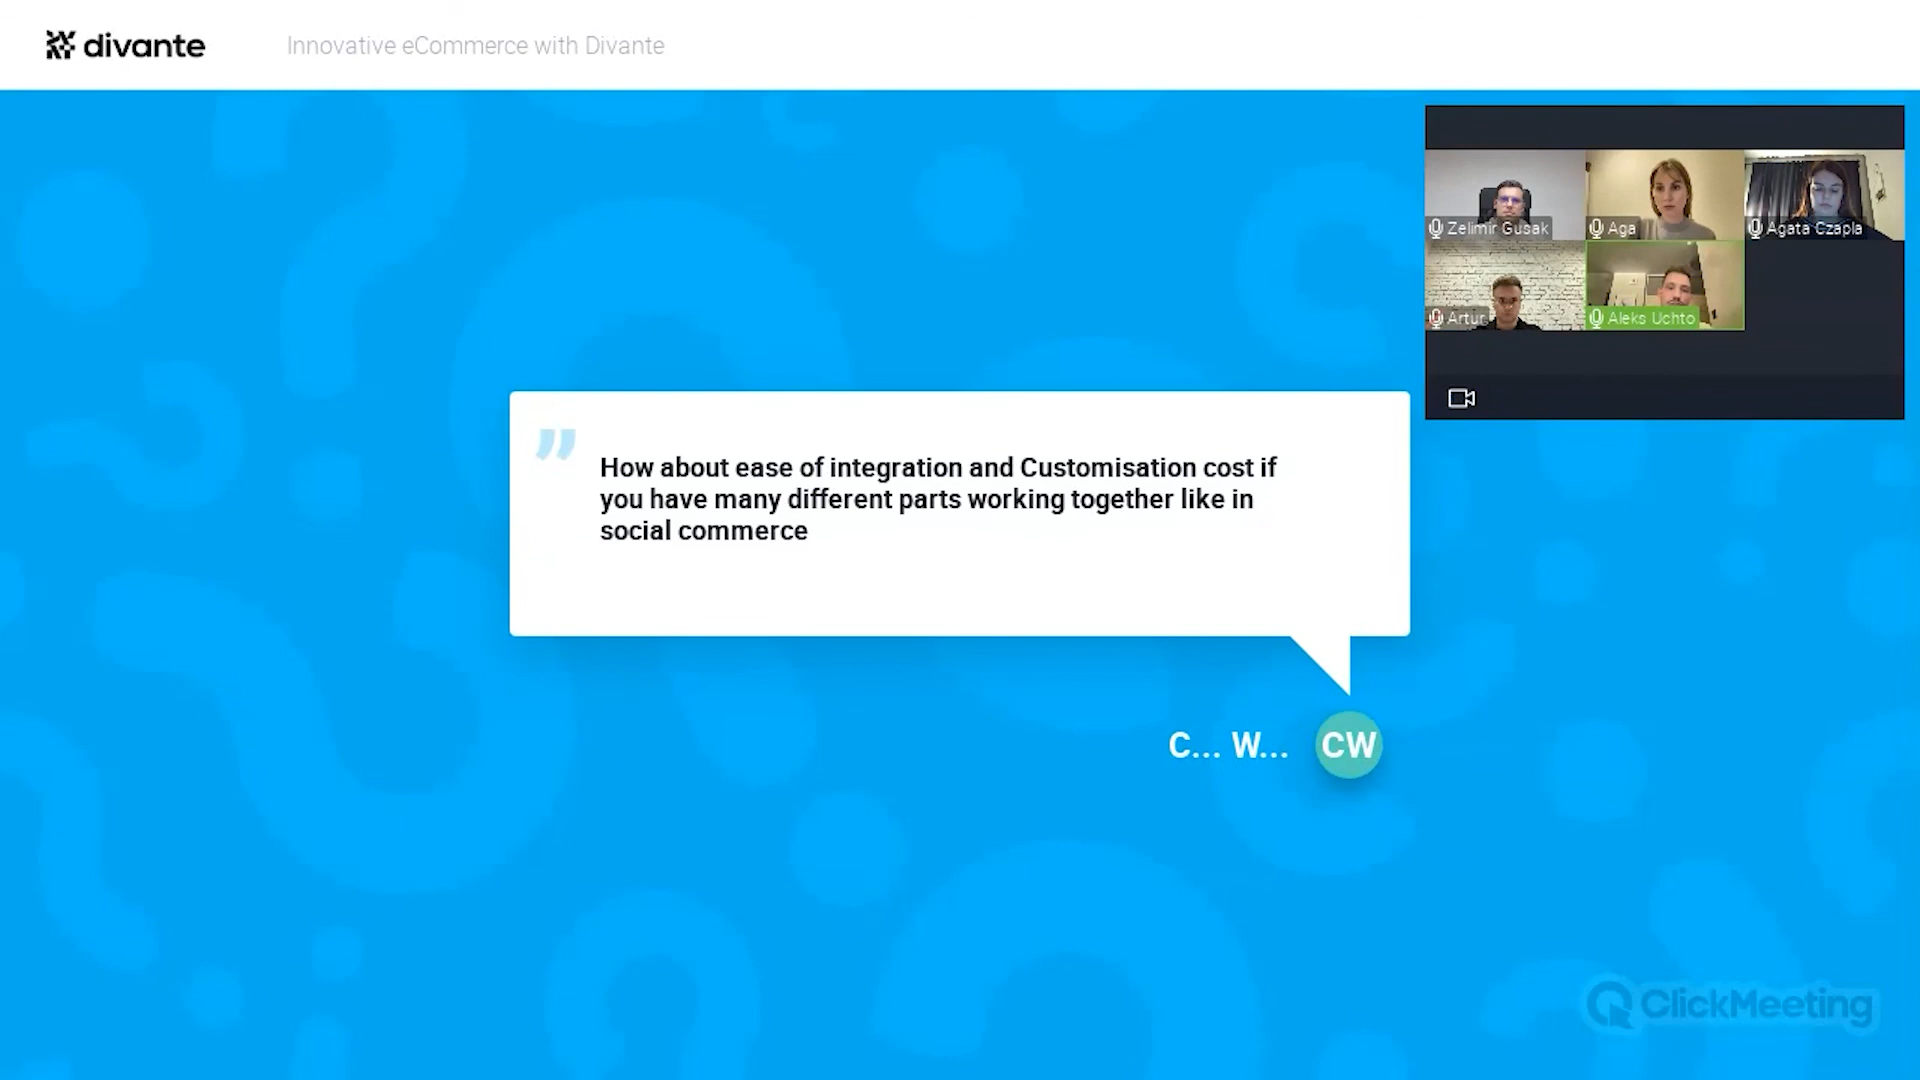 divante
Innovative eCommerce with Divante
Zelimir Gusak
Aga
Agata Czapla
Artur
Aleks Uchto
How about ease of integration and Customisation cost if
you have many different parts working together like in
social commerce
C... W...
CW
ClickMeeting